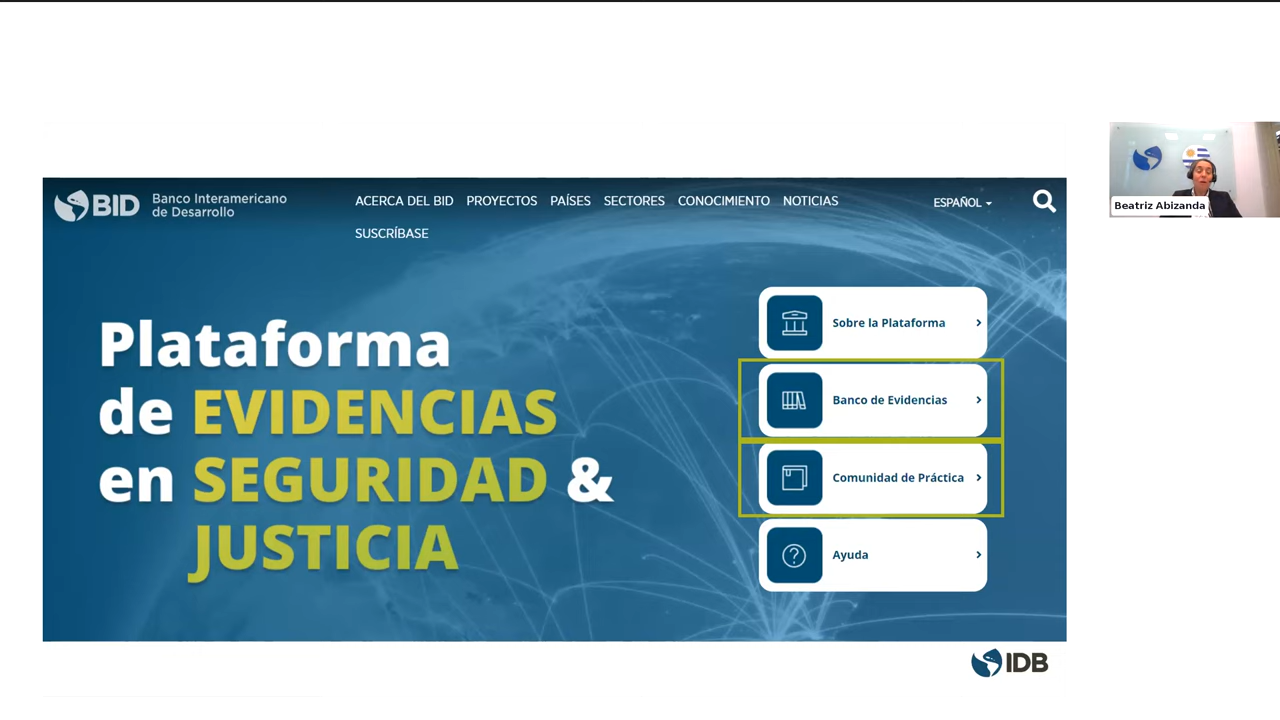 BID
Banco Interamericano
de Desarrollo
ACERCA DEL BID PROYECTOS PAÍSES SECTORES CONOCIMIENTO NOTICIAS
SUSCRÍBASE
ESPAÑOL
Plataforma
de EVIDENCIAS
en SEGURIDAD &
JUSTICIA
Sobre la Plataforma
Banco de Evidencias
Comunidad de Práctica
Ayuda
IDB
Beatriz Abizanda